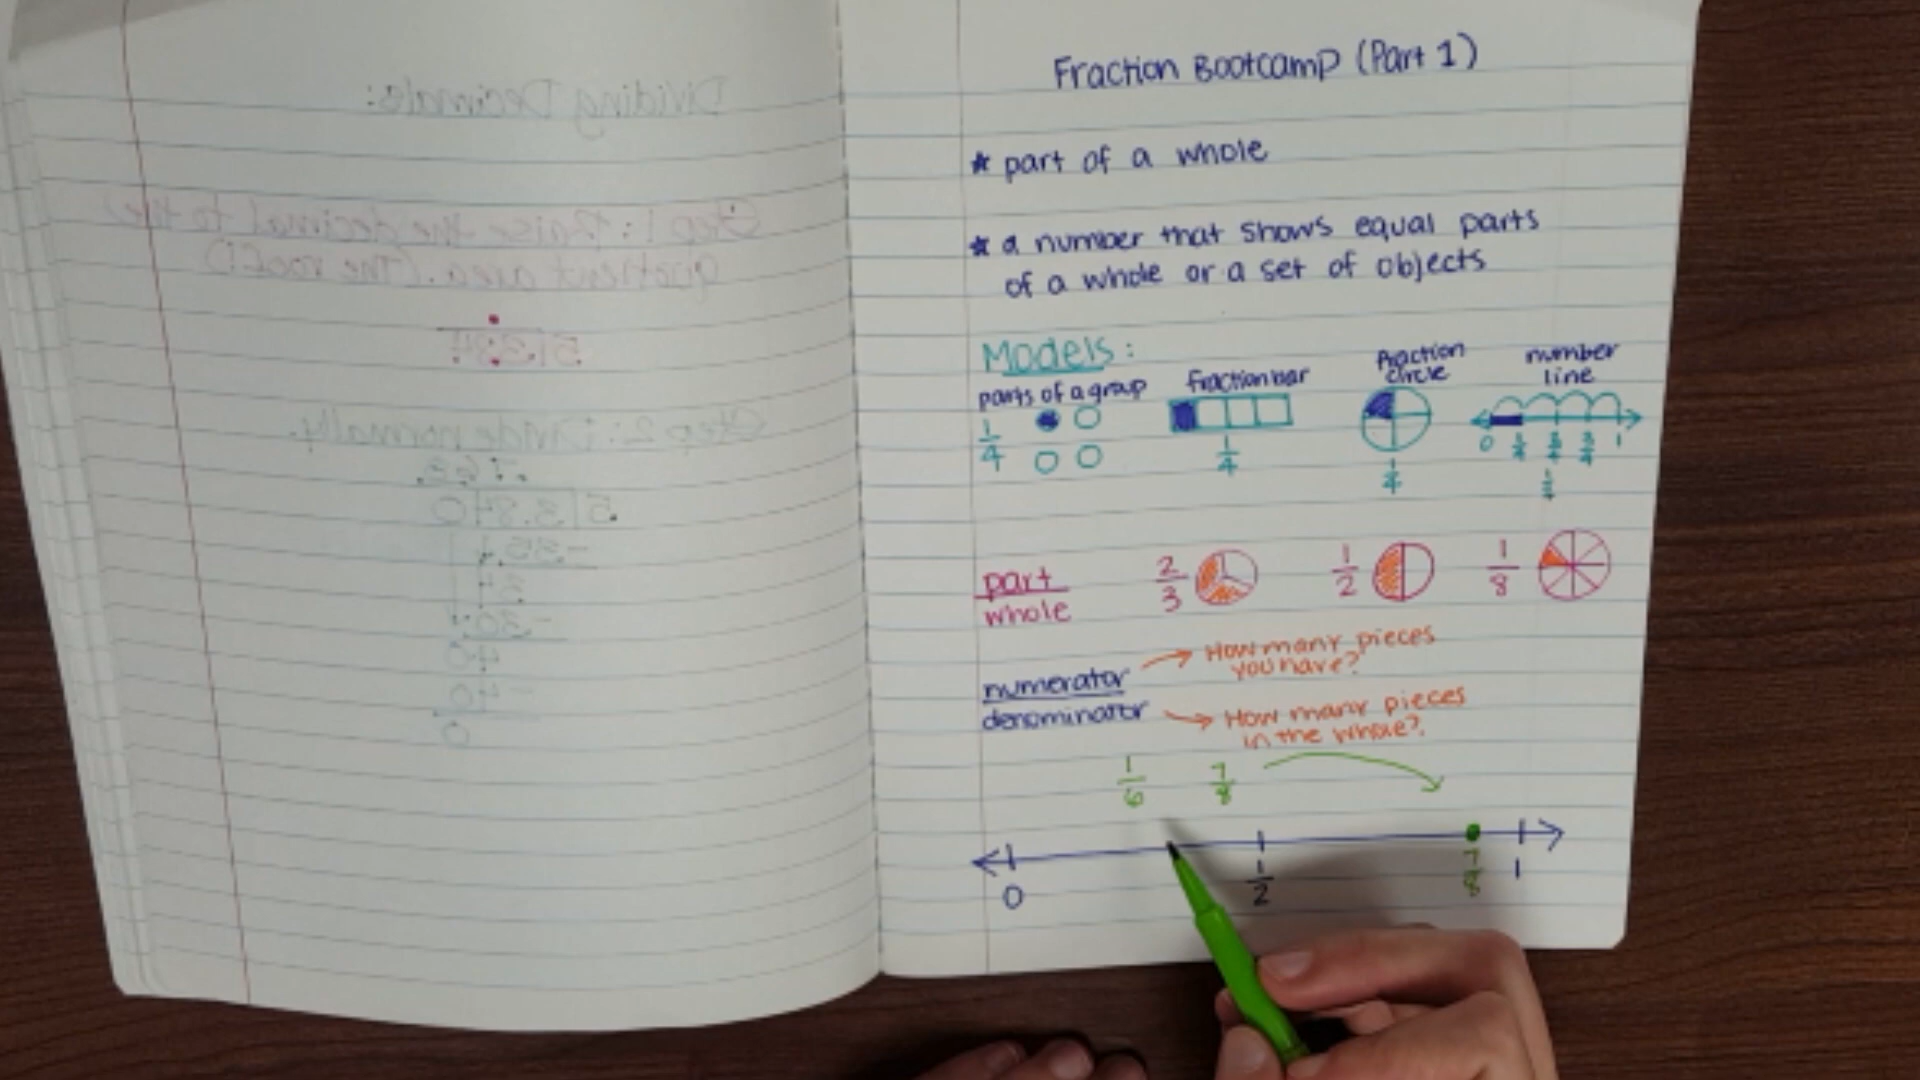 Fraction Bootcamp (Part 1)
* part of a whole
* a number that shows equal parts
of a whole or a set of objects
Models:
parts of a group
1/4
fraction bar
1/4
Fraction circle
1/4
number line
0 1/4 2/4 3/4 1
1/4
part
whole
2/3
1/2
1/8
numerator → How many pieces
you have?
denominator → How many pieces
in the whole?
1/6 7/8
0 1/2 7/8 1